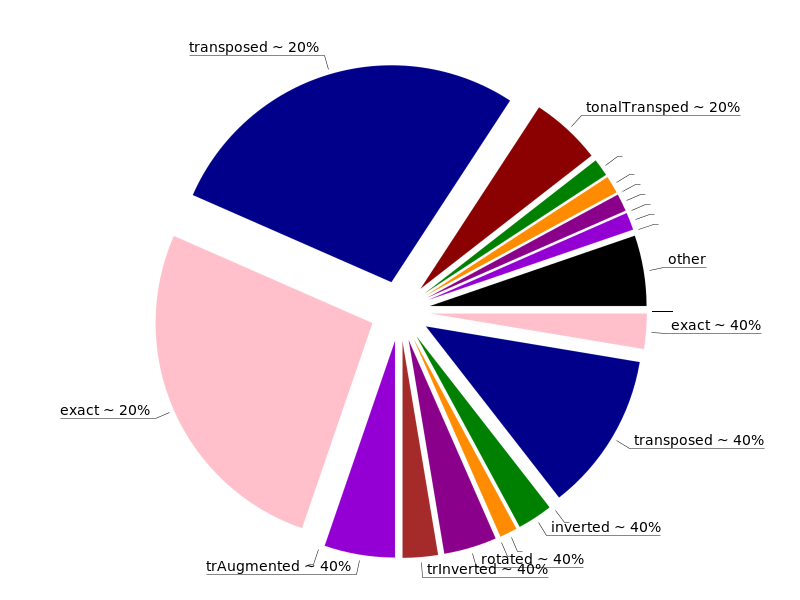 transposed ~ 20%
tonalTransped ~ 20%
other
exact ~ 40%
exact ~ 20%
transposed ~ 40%
inverted ~ 40%
rotated ~ 40%
trAugmented ~ 40%
trInverted ~ 40%